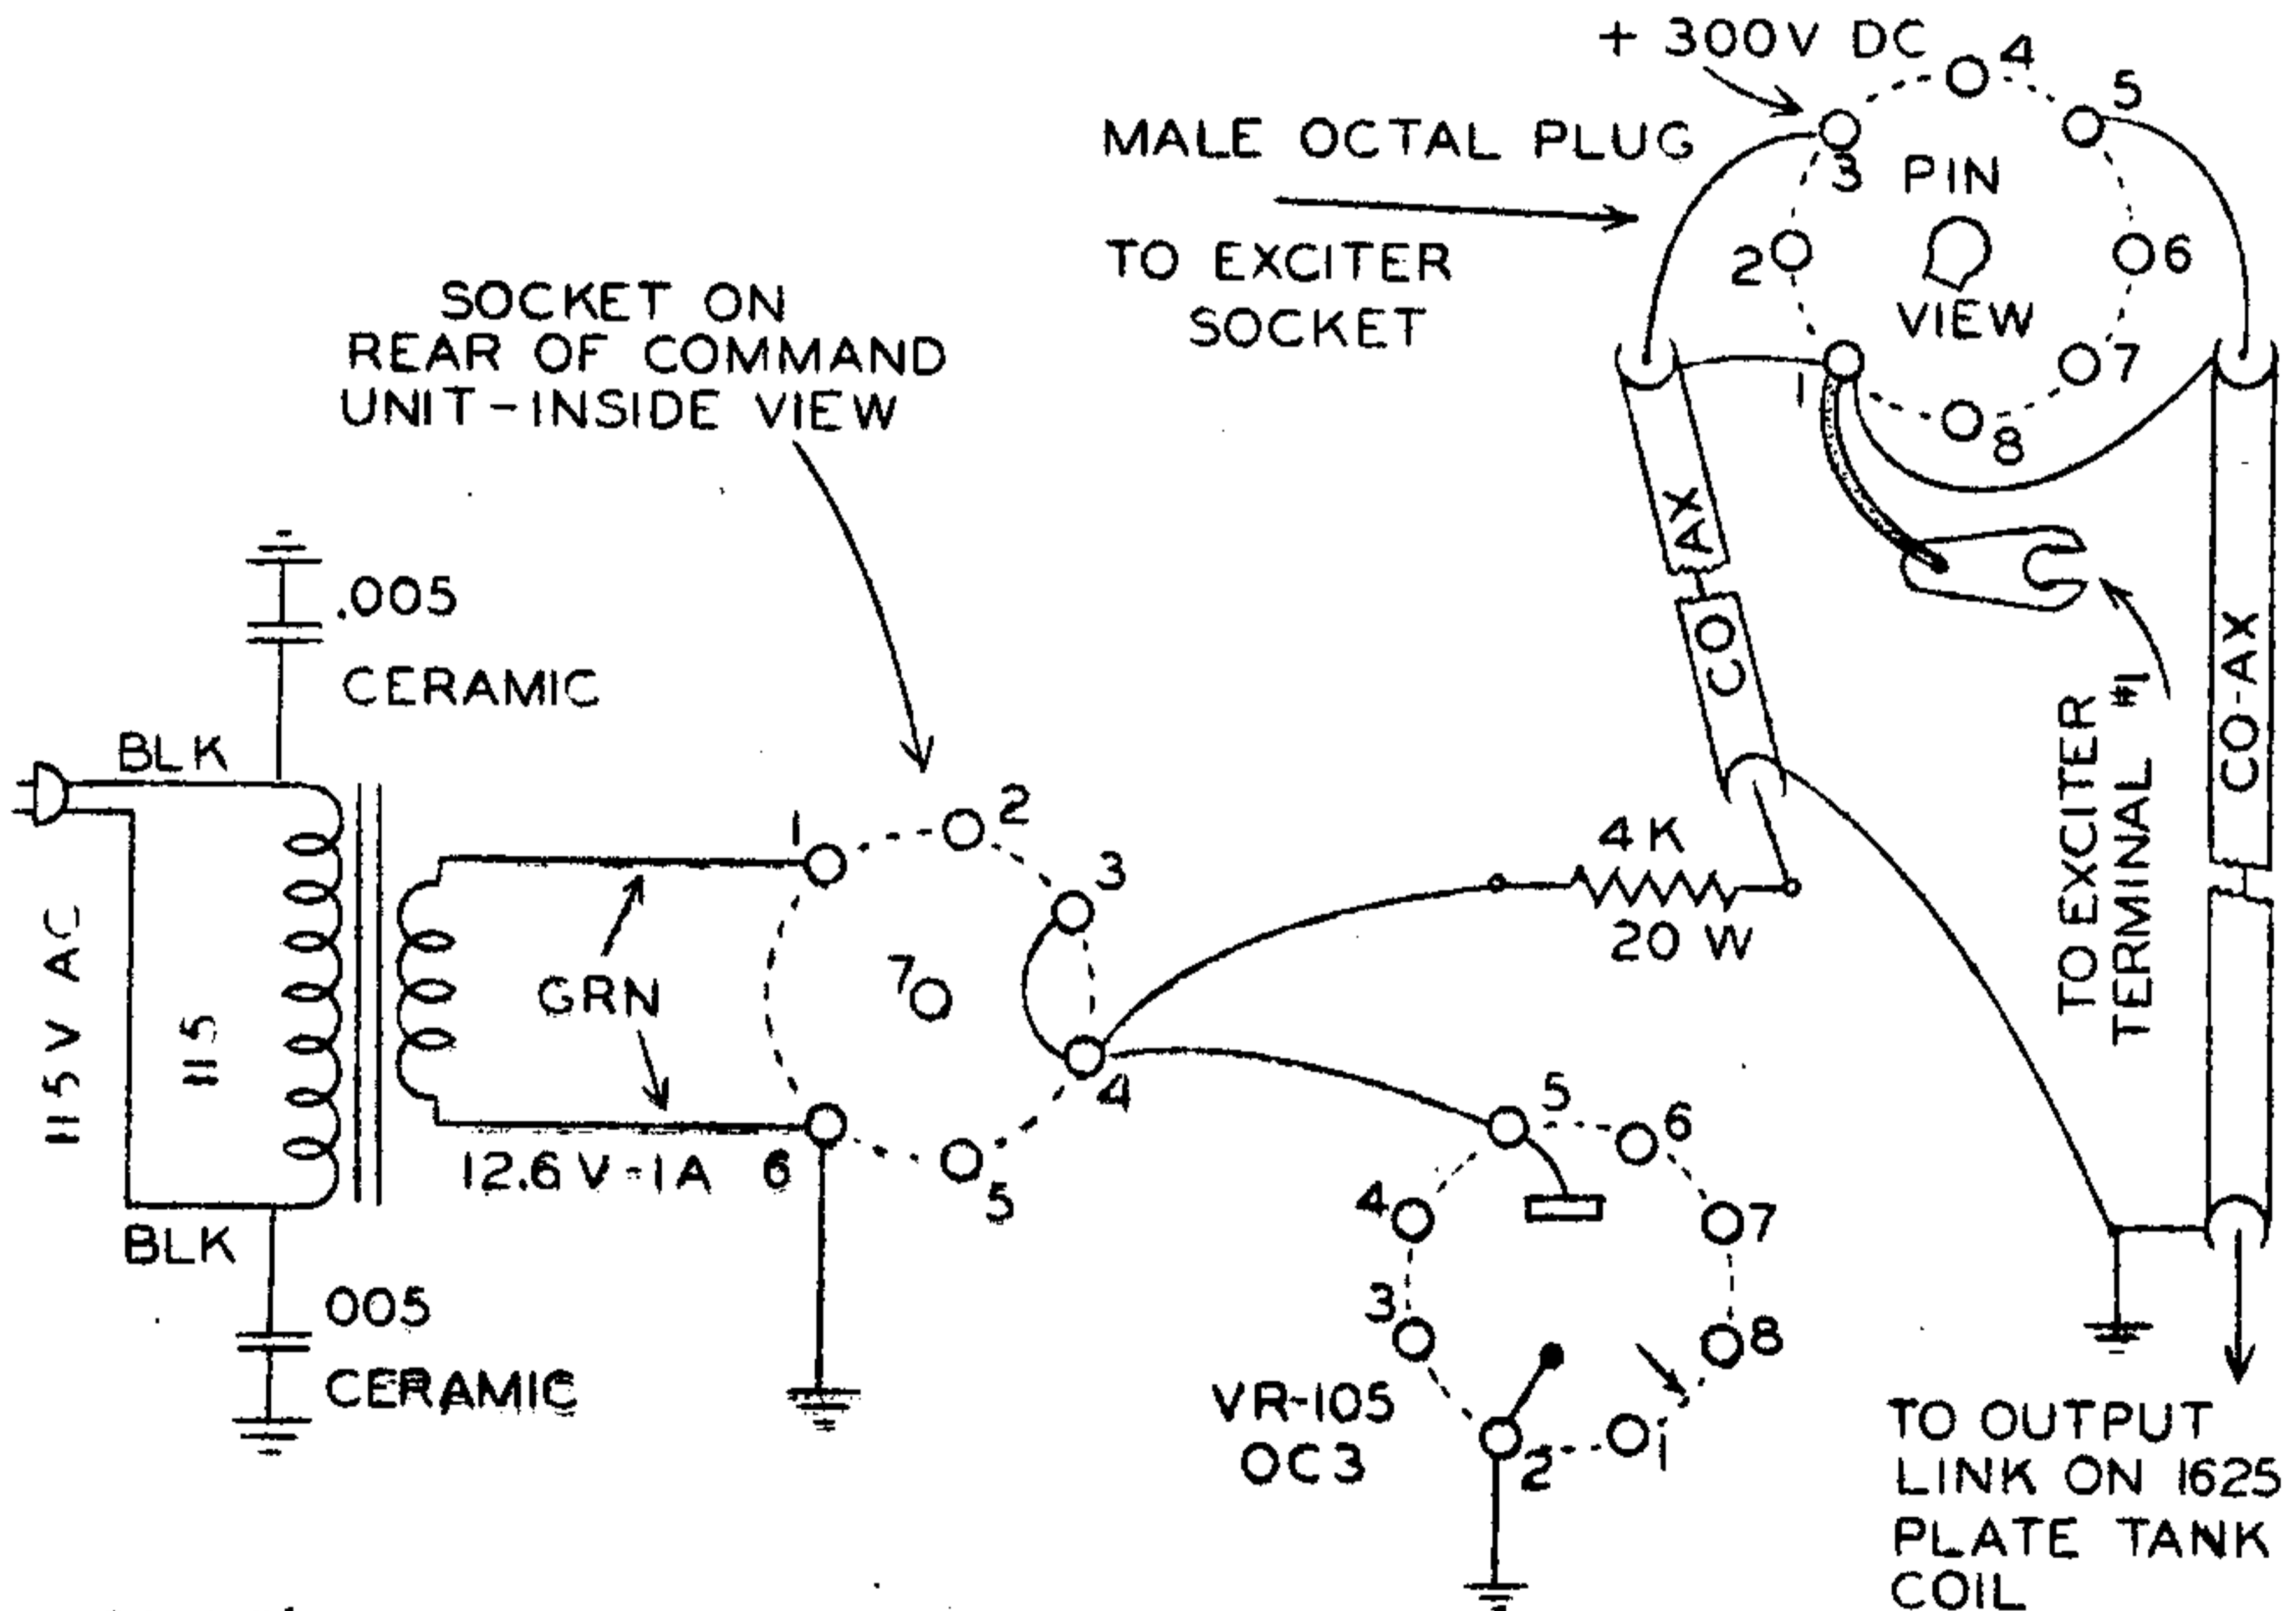 + 300V DC
MALE OCTAL PLUG
TO EXCITER
SOCKET
4
5
3
PIN
2
6
VIEW
1
7
8
SOCKET ON
REAR OF COMMAND
UNIT-INSIDE VIEW
AX
CO
CO-AX
TO EXCITER
TERMINAL #1
.005
CERAMIC
BLK
115V AC
115
BLK
005
CERAMIC
GRN
12.6V-1A
1
2
3
7
4
6
5
4K
20 W
5
6
4
7
3
8
2
1
VR-105
OC3
TO OUTPUT
LINK ON 1625
PLATE TANK
COIL